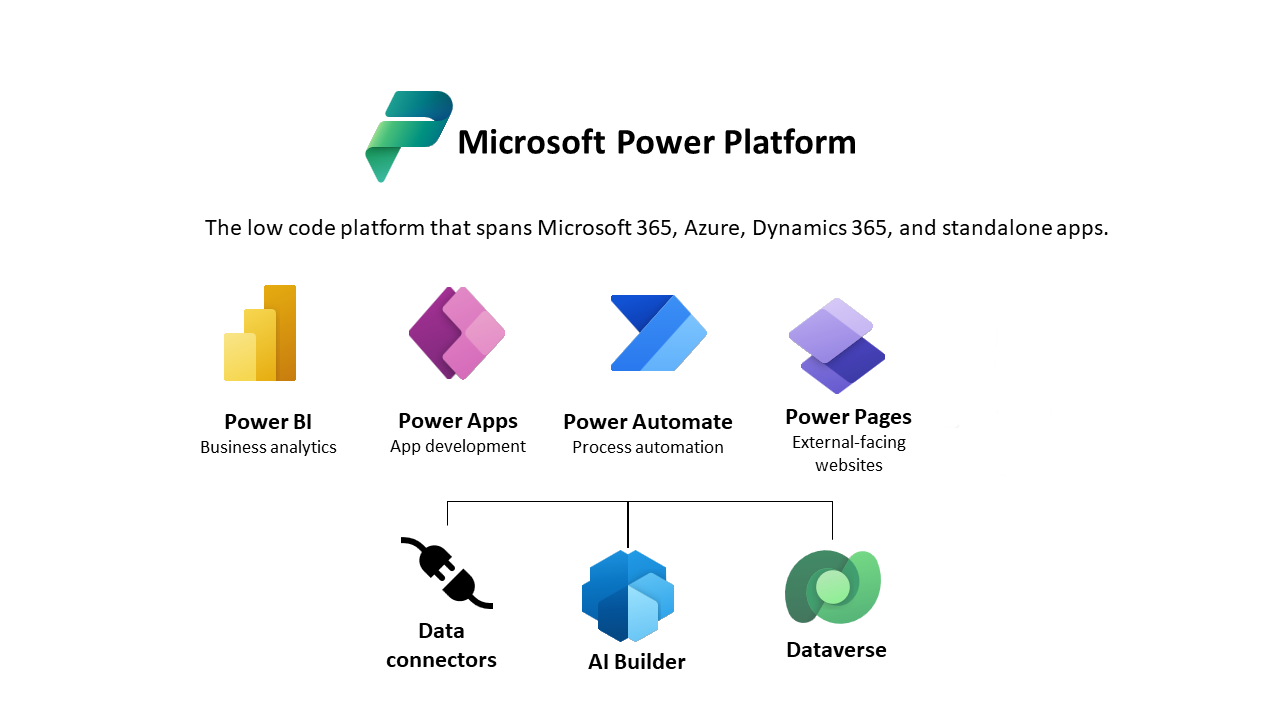 Microsoft Power Platform
The low code platform that spans Microsoft 365, Azure, Dynamics 365, and standalone apps.
Power BI
Business analytics
Power Apps
App development
Power Automate
Process automation
Power Pages
External-facing
websites
Data
connectors
AI Builder
Dataverse